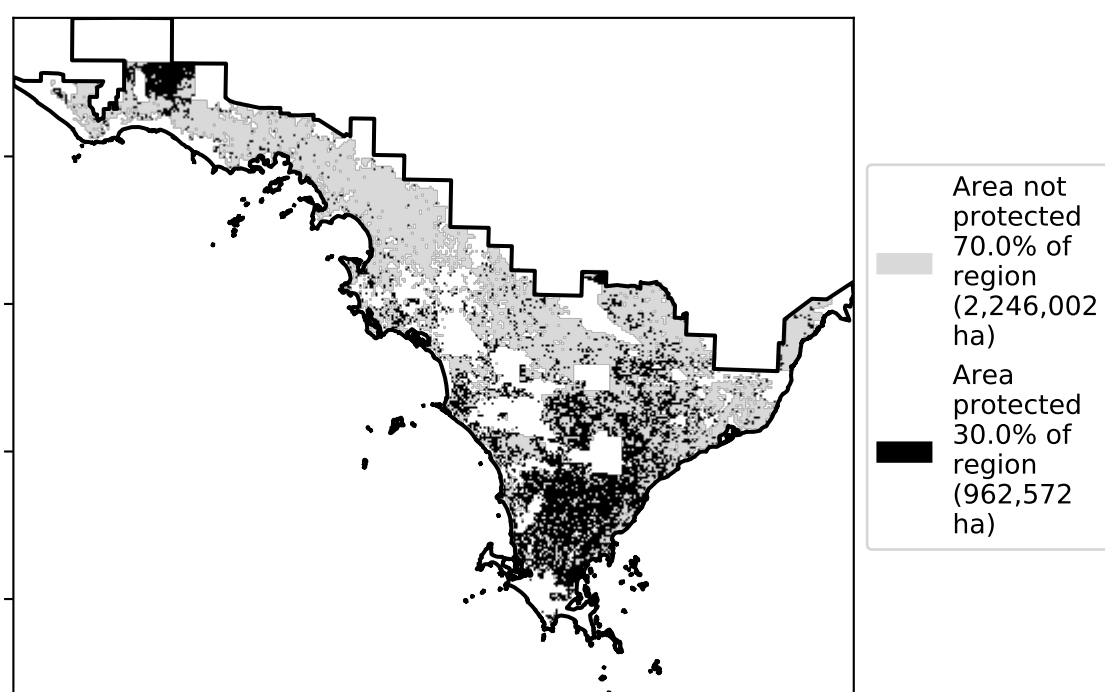 Area not
protected
70.0% of
region
(2,246,002
ha)
Area
protected
30.0% of
region
(962,572
ha)